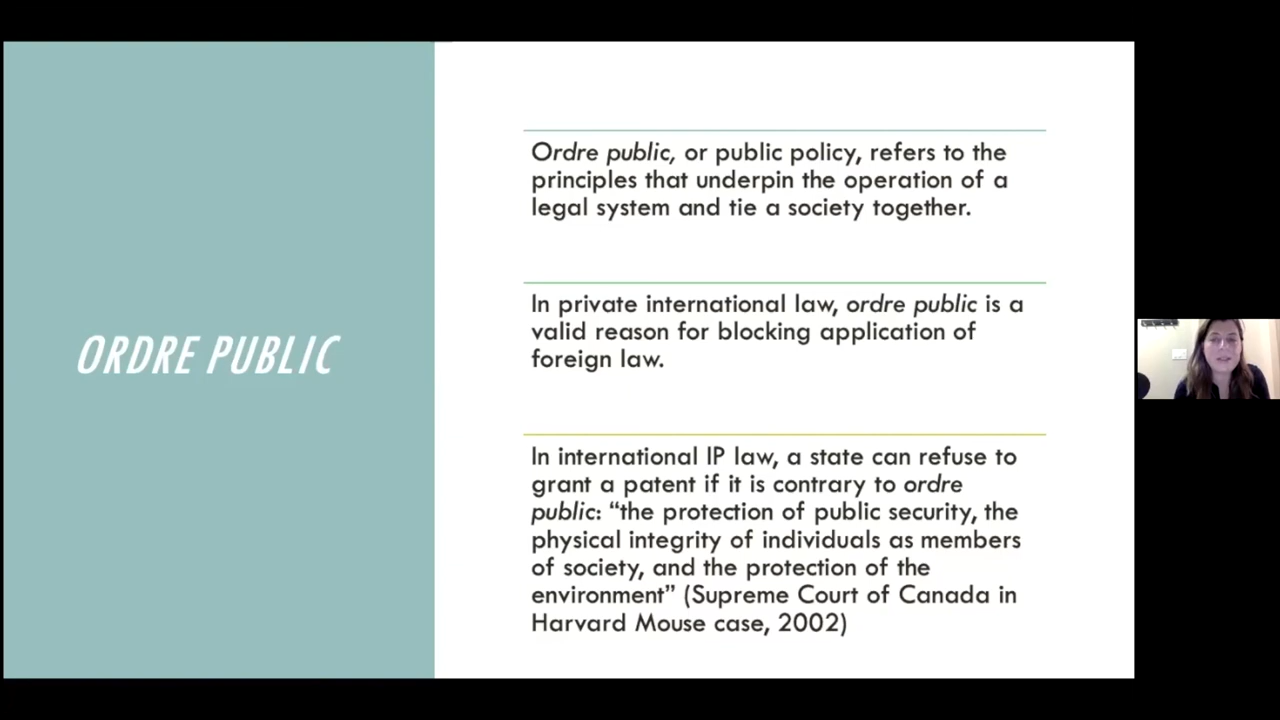 ORDRE PUBLIC
Ordre public, or public policy, refers to the
principles that underpin the operation of a
legal system and tie a society together.
In private international law, ordre public is a
valid reason for blocking application of
foreign law.
In international IP law, a state can refuse to
grant a patent if it is contrary to ordre
public: “the protection of public security, the
physical integrity of individuals as members
of society, and the protection of the
environment” (Supreme Court of Canada in
Harvard Mouse case, 2002)